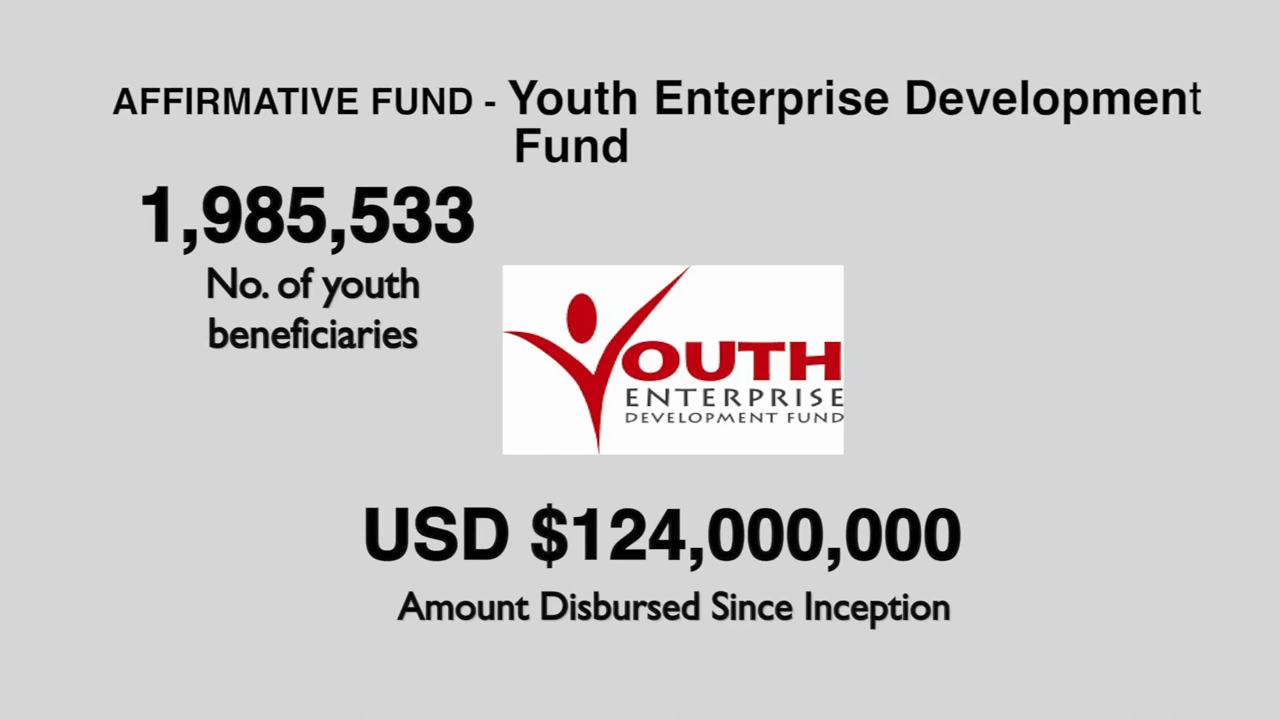 AFFIRMATIVE FUND - Youth Enterprise Development
Fund
1,985,533
No. of youth
beneficiaries
YOUTH
ENTERPRISE
DEVELOPMENT FUND
USD $124,000,000
Amount Disbursed Since Inception